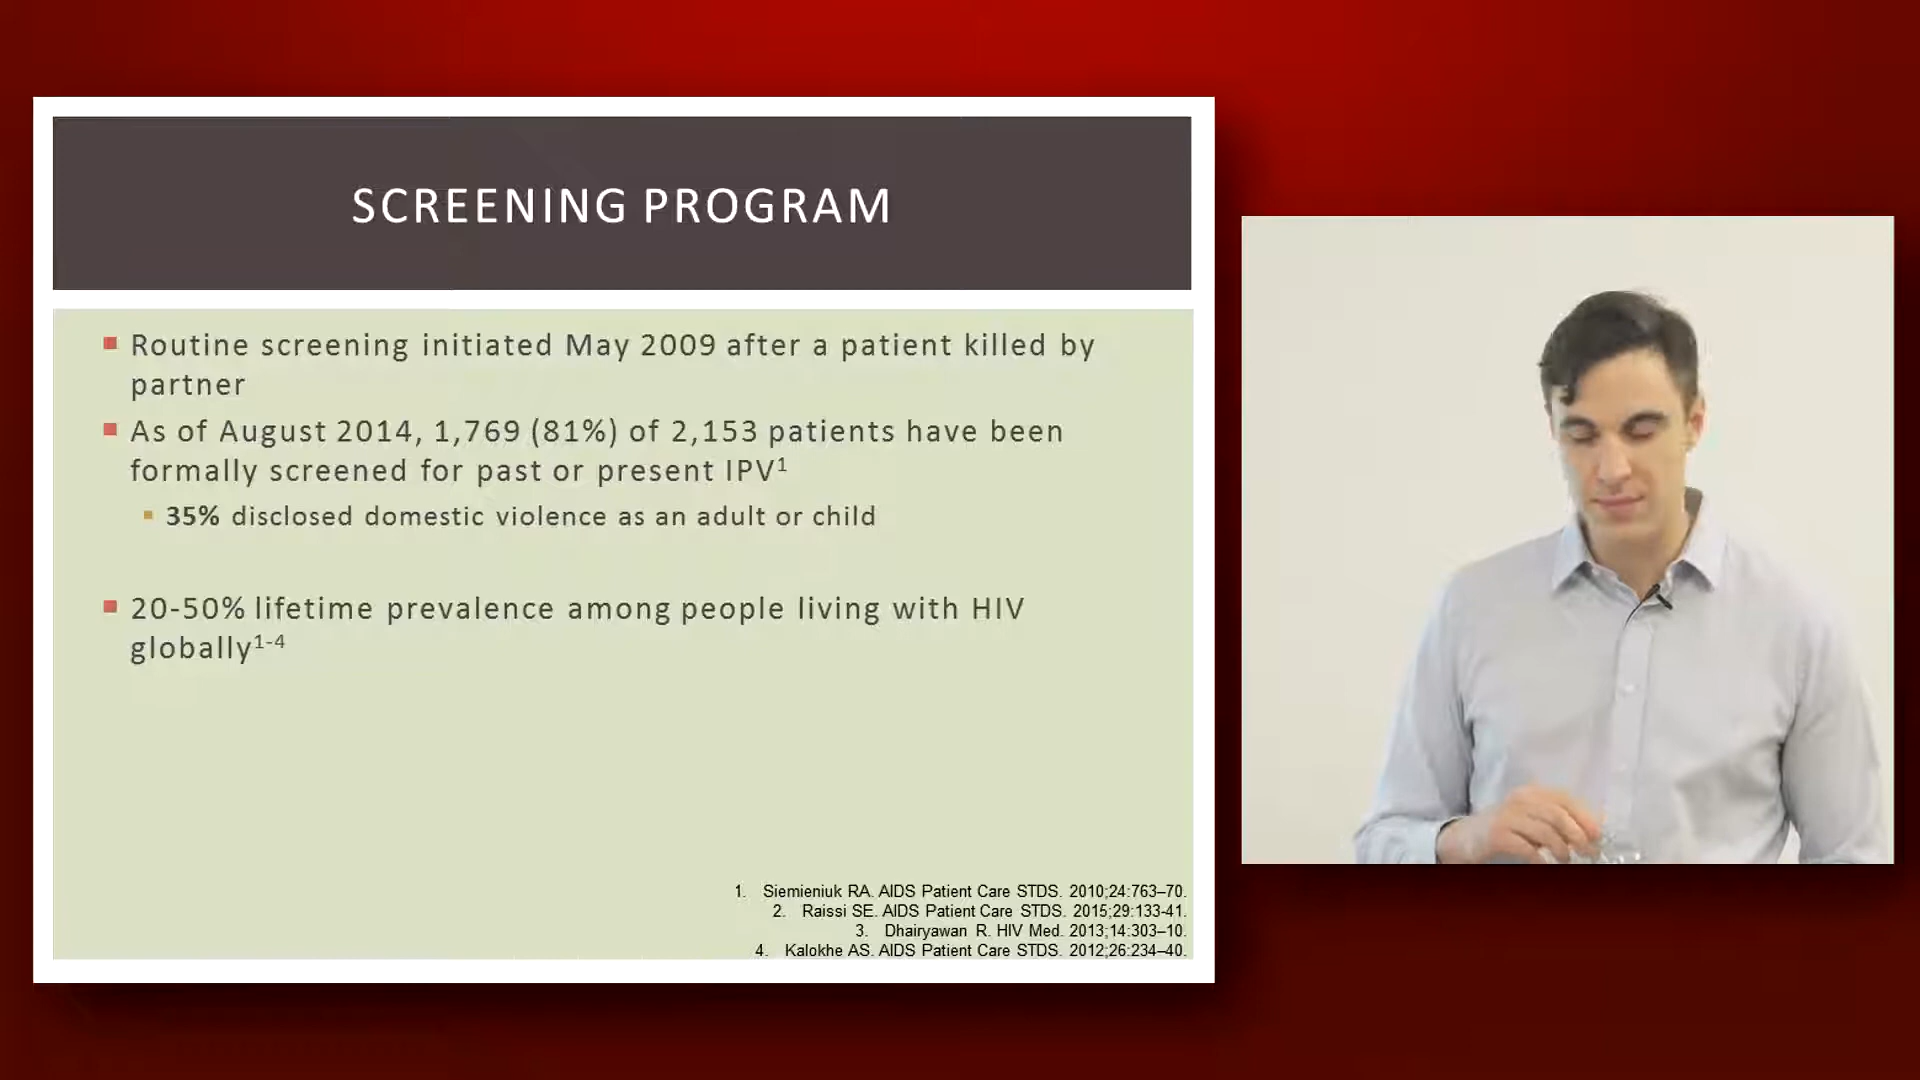 SCREENING PROGRAM
Routine screening initiated May 2009 after a patient killed by
partner
As of August 2014, 1,769 (81%) of 2,153 patients have been
formally screened for past or present IPV¹
35% disclosed domestic violence as an adult or child
20-50% lifetime prevalence among people living with HIV
globally¹⁻⁴
1. Siemieniuk RA. AIDS Patient Care STDS. 2010;24:763–70.
2. Raissi SE. AIDS Patient Care STDS. 2015;29:133-41.
3. Dhairyawan R. HIV Med. 2013;14:303–10.
4. Kalokhe AS. AIDS Patient Care STDS. 2012;26:234–40.